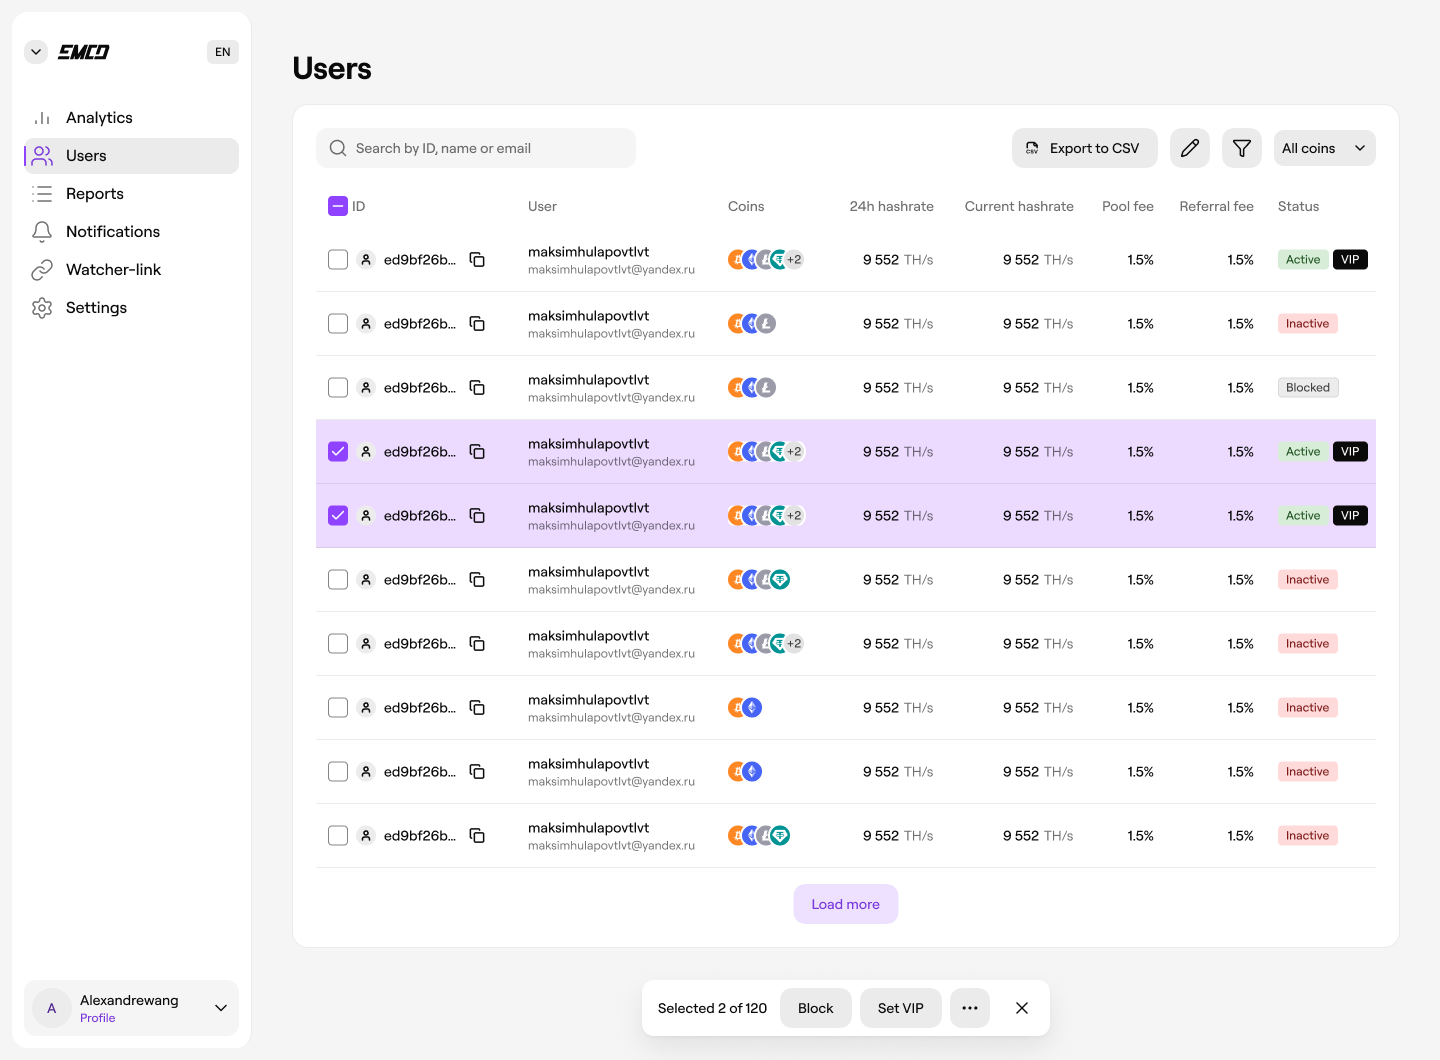 SMCD
EN
Analytics
Users
Reports
Notifications
Watcher-link
Settings
Alexandrewang
Profile
A
Users
Search by ID, name or email
CSV
Export to CSV
All coins
ID User Coins 24h hashrate Current hashrate Pool fee Referral fee Status
ed9bf26b... maksimhulapovtlvt +2 9 552 TH/s 9 552 TH/s 1.5% 1.5% Active VIP
maksimhulapovtlvt@yandex.ru
ed9bf26b... maksimhulapovtlvt 9 552 TH/s 9 552 TH/s 1.5% 1.5% Inactive
maksimhulapovtlvt@yandex.ru
ed9bf26b... maksimhulapovtlvt 9 552 TH/s 9 552 TH/s 1.5% 1.5% Blocked
maksimhulapovtlvt@yandex.ru
ed9bf26b... maksimhulapovtlvt +2 9 552 TH/s 9 552 TH/s 1.5% 1.5% Active VIP
maksimhulapovtlvt@yandex.ru
ed9bf26b... maksimhulapovtlvt +2 9 552 TH/s 9 552 TH/s 1.5% 1.5% Active VIP
maksimhulapovtlvt@yandex.ru
ed9bf26b... maksimhulapovtlvt 9 552 TH/s 9 552 TH/s 1.5% 1.5% Inactive
maksimhulapovtlvt@yandex.ru
ed9bf26b... maksimhulapovtlvt +2 9 552 TH/s 9 552 TH/s 1.5% 1.5% Inactive
maksimhulapovtlvt@yandex.ru
ed9bf26b... maksimhulapovtlvt 9 552 TH/s 9 552 TH/s 1.5% 1.5% Inactive
maksimhulapovtlvt@yandex.ru
ed9bf26b... maksimhulapovtlvt 9 552 TH/s 9 552 TH/s 1.5% 1.5% Inactive
maksimhulapovtlvt@yandex.ru
ed9bf26b... maksimhulapovtlvt 9 552 TH/s 9 552 TH/s 1.5% 1.5% Inactive
maksimhulapovtlvt@yandex.ru
Load more
Selected 2 of 120 Block Set VIP